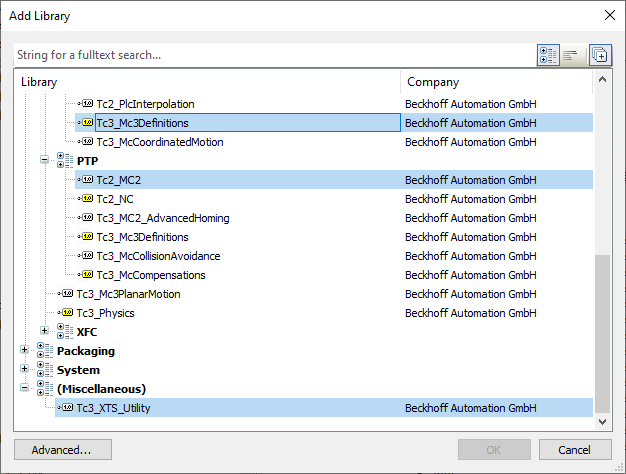 Add Library
String for a fulltext search...
Library Company
Tc2_PlcInterpolation Beckhoff Automation GmbH
Tc3_Mc3Definitions Beckhoff Automation GmbH
Tc3_McCoordinatedMotion Beckhoff Automation GmbH
PTP
Tc2_MC2 Beckhoff Automation GmbH
Tc2_NC Beckhoff Automation GmbH
Tc3_MC2_AdvancedHoming Beckhoff Automation GmbH
Tc3_Mc3Definitions Beckhoff Automation GmbH
Tc3_McCollisionAvoidance Beckhoff Automation GmbH
Tc3_McCompensations Beckhoff Automation GmbH
Tc3_Mc3PlanarMotion Beckhoff Automation GmbH
Tc3_Physics Beckhoff Automation GmbH
XFC
Packaging
System
(Miscellaneous)
Tc3_XTS_Utility Beckhoff Automation GmbH
Advanced... OK Cancel